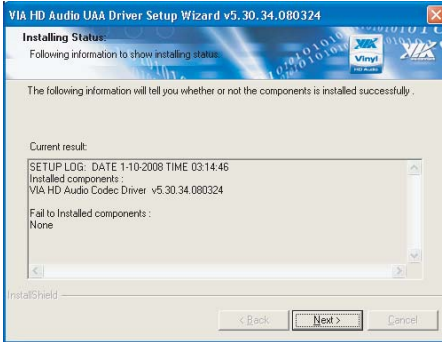 VIA HD Audio UAA Driver Setup Wizard v5.30.34.080324
Installing Status:
Following information to show installing status.
VIA
Vinyl
HD AUDIO
VIA
The following information will tell you whether or not the components is installed successfully .
Current result:
SETUP LOG: DATE 1-10-2008 TIME 03:14:46
Installed components :
VIA HD Audio Codec Driver v5.30.34.080324
Fail to Installed components :
None
InstallShield
< Back
Next >
Cancel